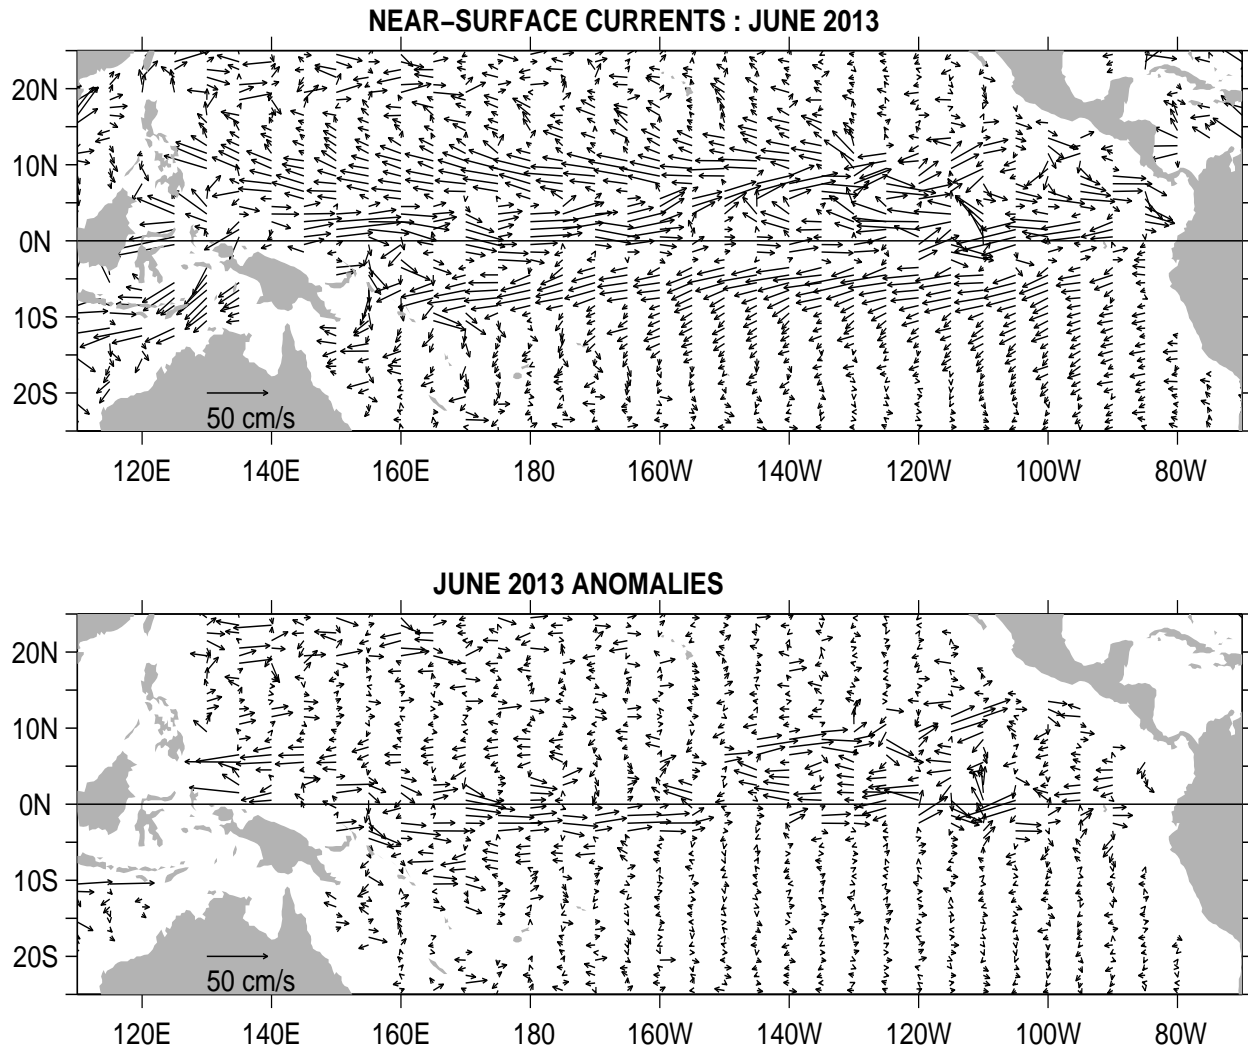 NEAR−SURFACE CURRENTS : JUNE 2013
20N
10N
0N
10S
20S
50 cm/s
120E 140E 160E 180 160W 140W 120W 100W 80W
JUNE 2013 ANOMALIES
20N
10N
0N
10S
20S
50 cm/s
120E 140E 160E 180 160W 140W 120W 100W 80W